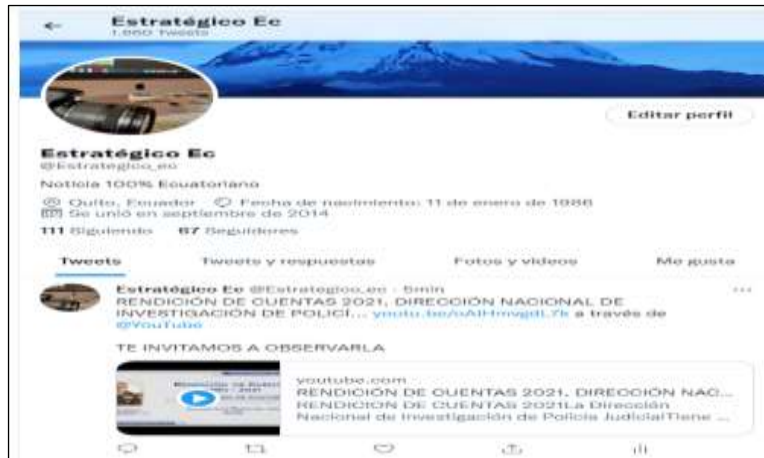 Estratégico Ec
1.660 Tweets
Editar perfil
Estratégico Ec
@Estrategico_ec
Noticia 100% Ecuatoriano
Quito, Ecuador Fecha de nacimiento: 11 de enero de 1986
Se unió en septiembre de 2014
111 Siguiendo 67 Seguidores
Tweets Tweets y respuestas Fotos y videos Me gusta
Estratégico Ec @Estrategico_ec · 5min
RENDICIÓN DE CUENTAS 2021, DIRECCIÓN NACIONAL DE
INVESTIGACIÓN DE POLICÍ... a través de
@YouTube
TE INVITAMOS A OBSERVARLA
youtube.com
RENDICIÓN DE CUENTAS 2021, DIRECCIÓN NAC...
RENDICIÓN DE CUENTAS 2021La Dirección
Nacional de Investigación de Policía JudicialTiene ...